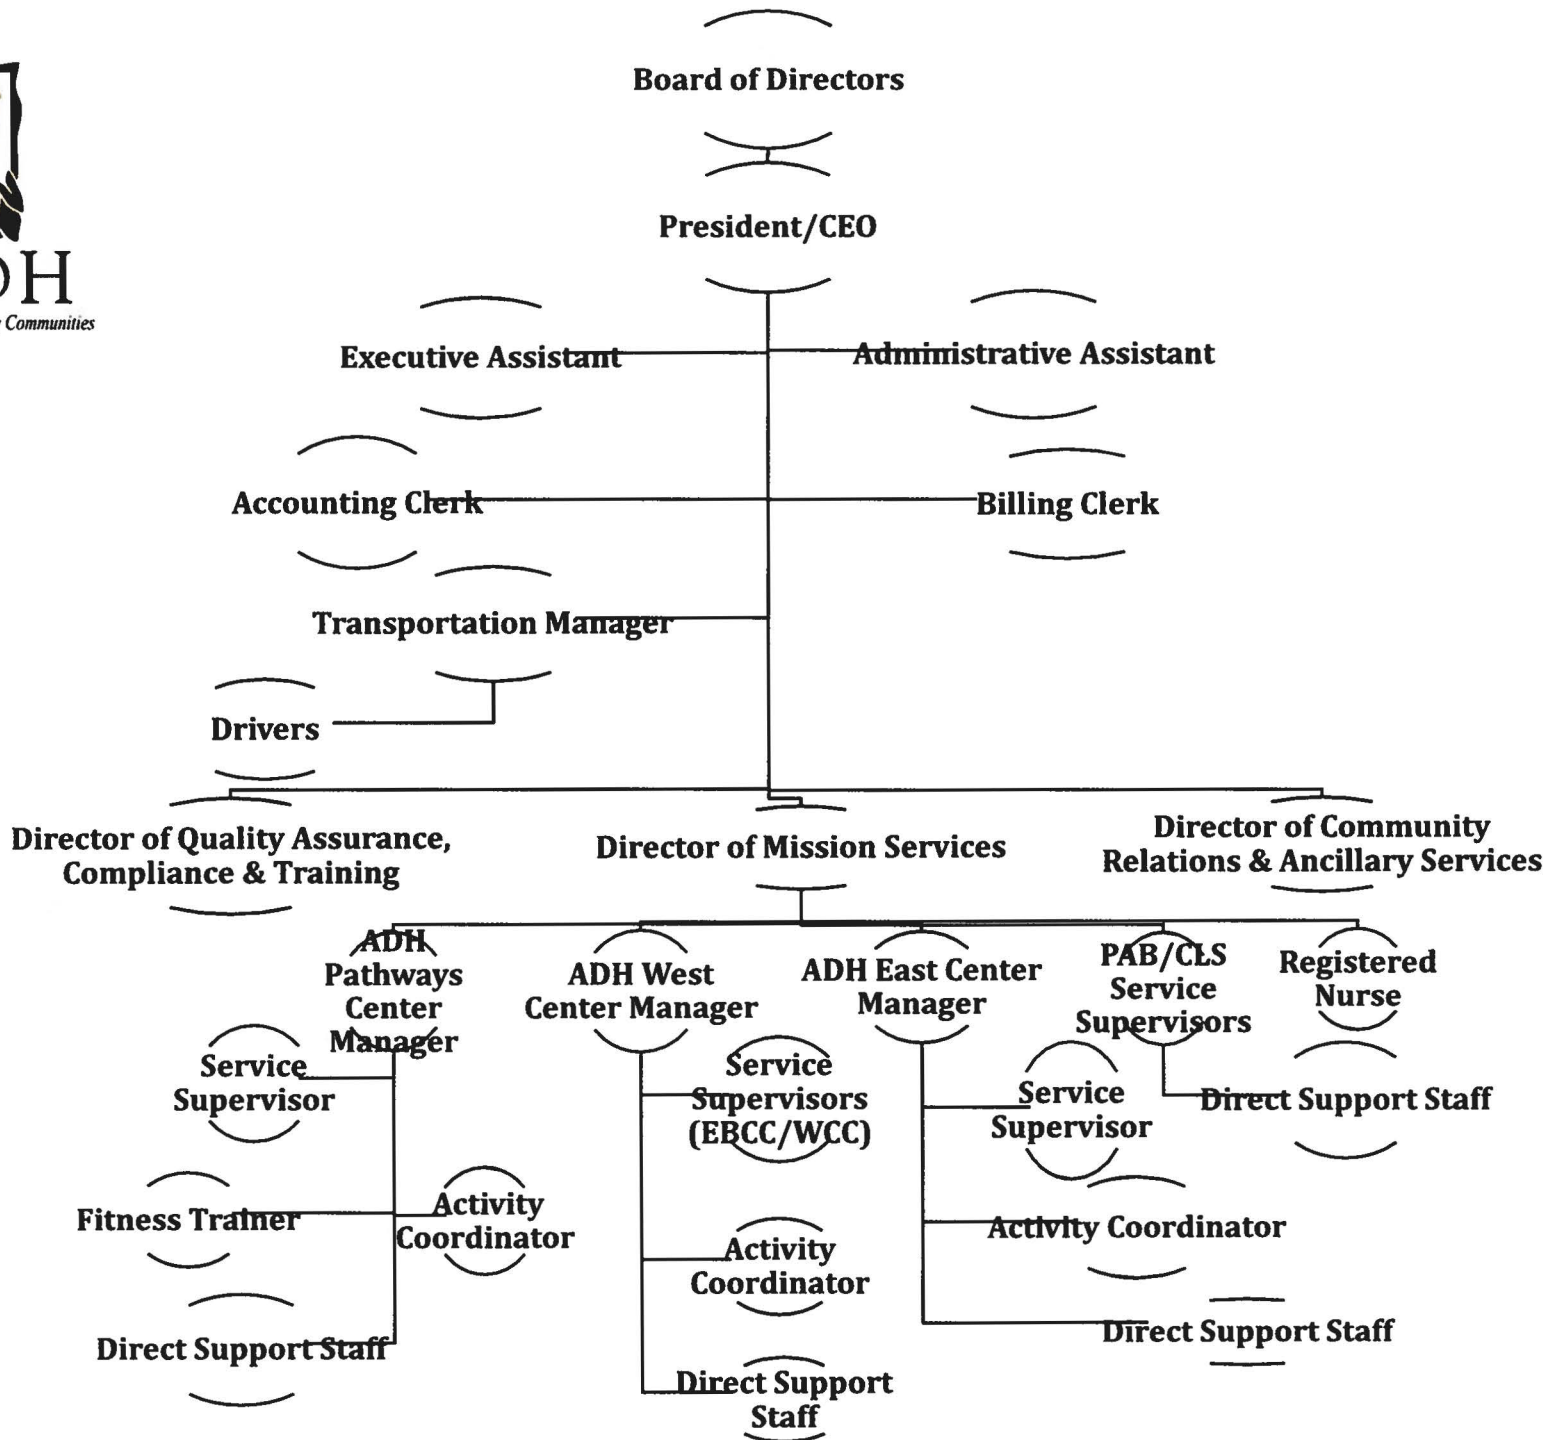 Board of Directors
President/CEO
H
Communities
Executive Assistant
Administrative Assistant
Accounting Clerk
Billing Clerk
Transportation Manager
Drivers
Director of Quality Assurance,
Compliance & Training
Director of Mission Services
Director of Community
Relations & Ancillary Services
ADH
Pathways
Center
Manager
ADH West
Center Manager
ADH East Center
Manager
PAB/CLS
Service
Supervisors
Registered
Nurse
Service
Supervisor
Service
Supervisors
(EBCC/WCC)
Service
Supervisor
Direct Support Staff
Fitness Trainer
Activity
Coordinator
Activity
Coordinator
Activity Coordinator
Direct Support Staff
Direct Support
Staff
Direct Support Staff